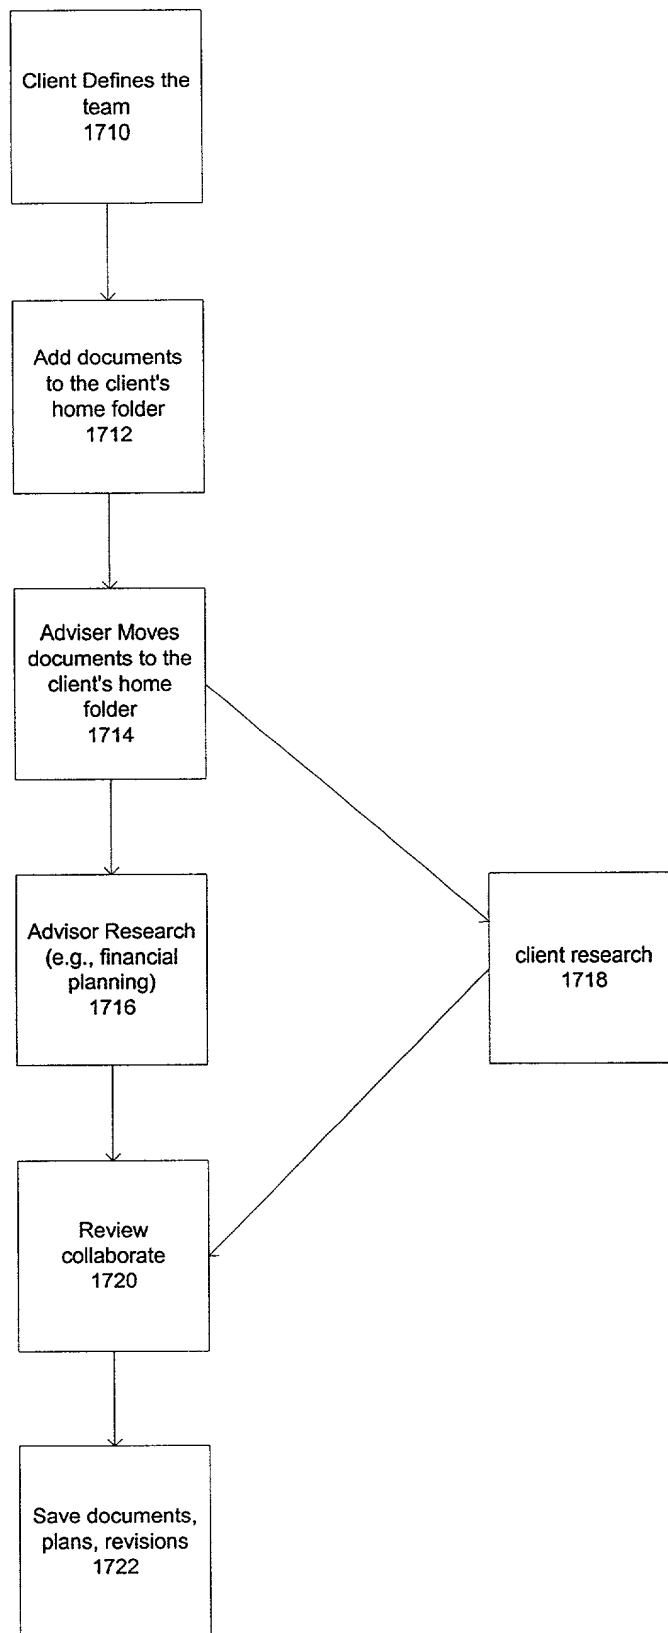 Client Defines the
team
1710
Add documents
to the client's
home folder
1712
Adviser Moves
documents to the
client's home
folder
1714
Advisor Research
(e.g., financial
planning)
1716
client research
1718
Review
collaborate
1720
Save documents,
plans, revisions
1722